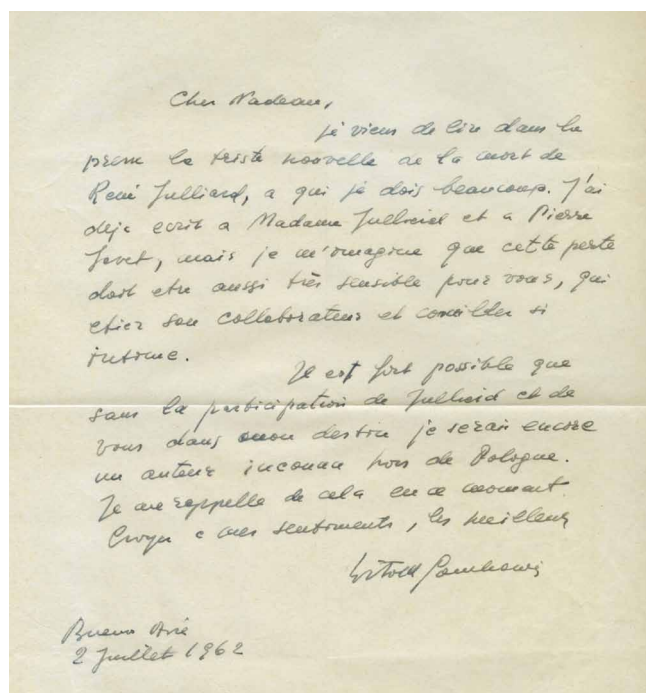 Cher Nadeau,
je viens de lire dans la
presse la triste nouvelle de la mort de
René Julliard, a qui je dois beaucoup. J'ai
deja ecrit a Madame Julliard et a Pierre
Javet, mais je m'imagine que cette perte
doit etre aussi très sensible pour vous, qui
etiez son collaborateur et conseiller si
intime.
Il est fort possible que
sans la participation de Julliard et de
vous dans mon destin je serais encore
un auteur inconnu hors de Pologne.
Je me rappelle de cela en ce moment.
Croyez a mes sentiments, les meilleurs
Witold Gombrowicz
Buenos Aires
2 Juillet 1962